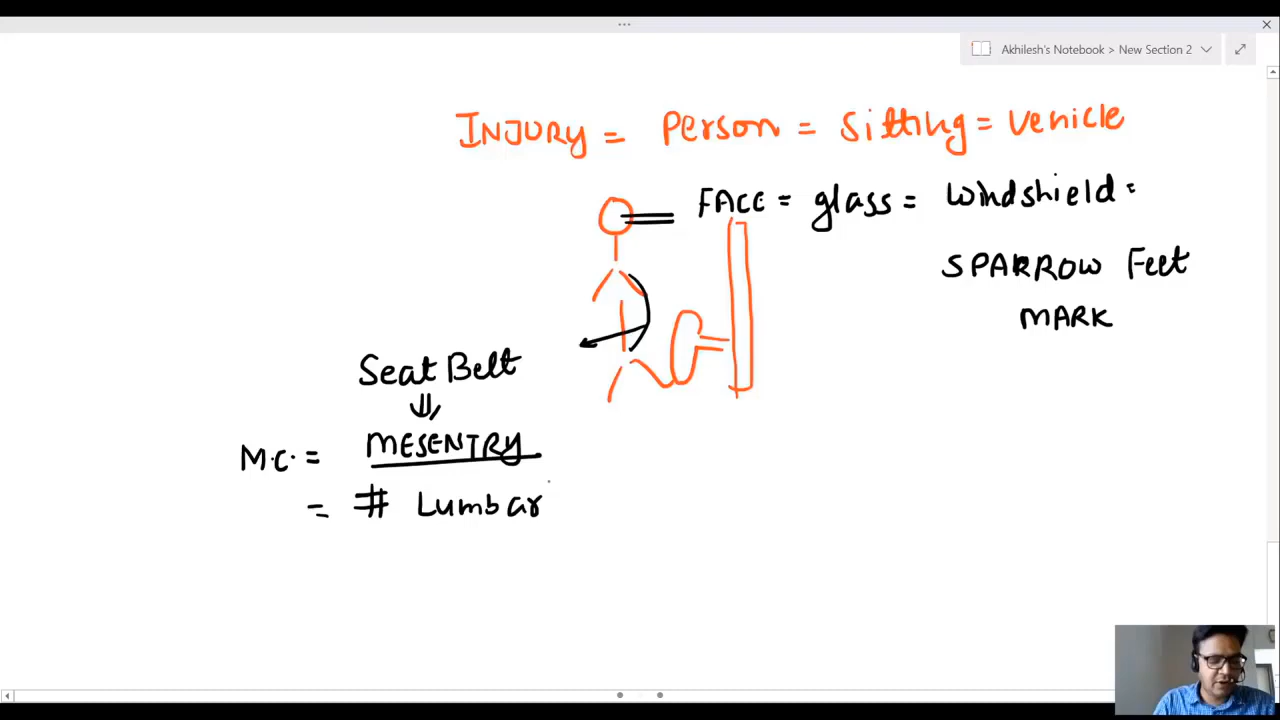 Akhilesh's Notebook > New Section 2
INJURY = Person = Sitting = Vehicle
FACE = glass = Windshield =
SPARROW Feet
MARK
Seat Belt
⇓
M.C. = MESENTRY
= # Lumbar